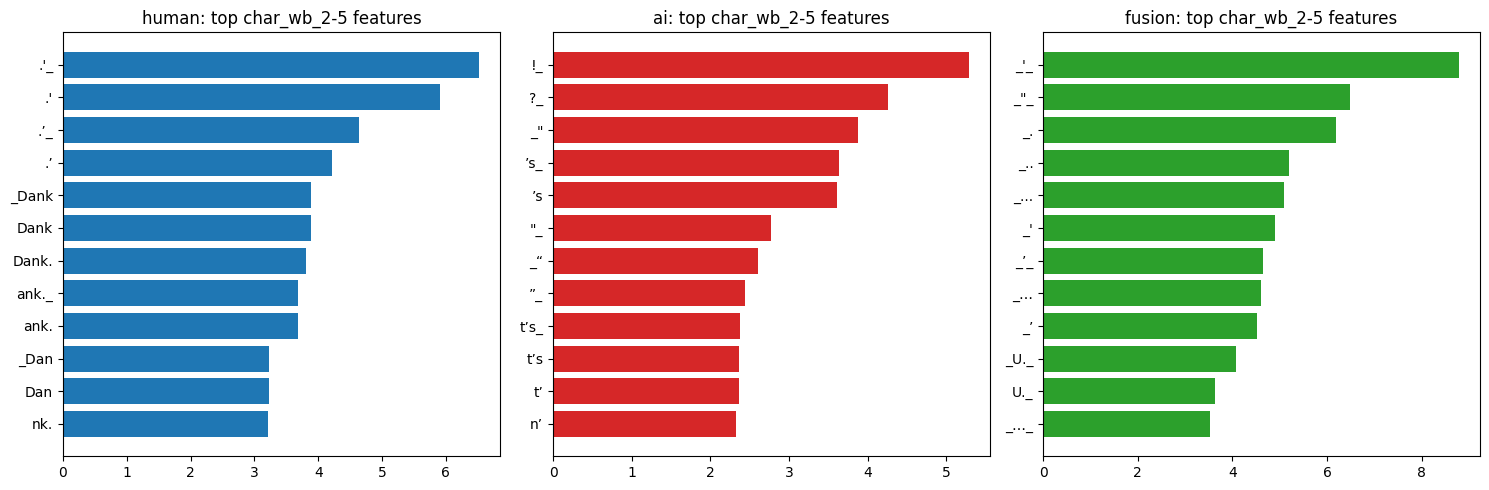 human: top char_wb_2-5 features
.'_
.'
.’_
.’
_Dank
Dank
Dank.
ank._
ank.
_Dan
Dan
nk.
0 1 2 3 4 5 6
ai: top char_wb_2-5 features
!_
?_
_"
’s_
’s
"_
_“
”_
t’s_
t’s
t’
n’
0 1 2 3 4 5
fusion: top char_wb_2-5 features
_'_
_"_
_.
_..
_...
_'
_’_
_…
_’
_U._
U._
_…_
0 2 4 6 8